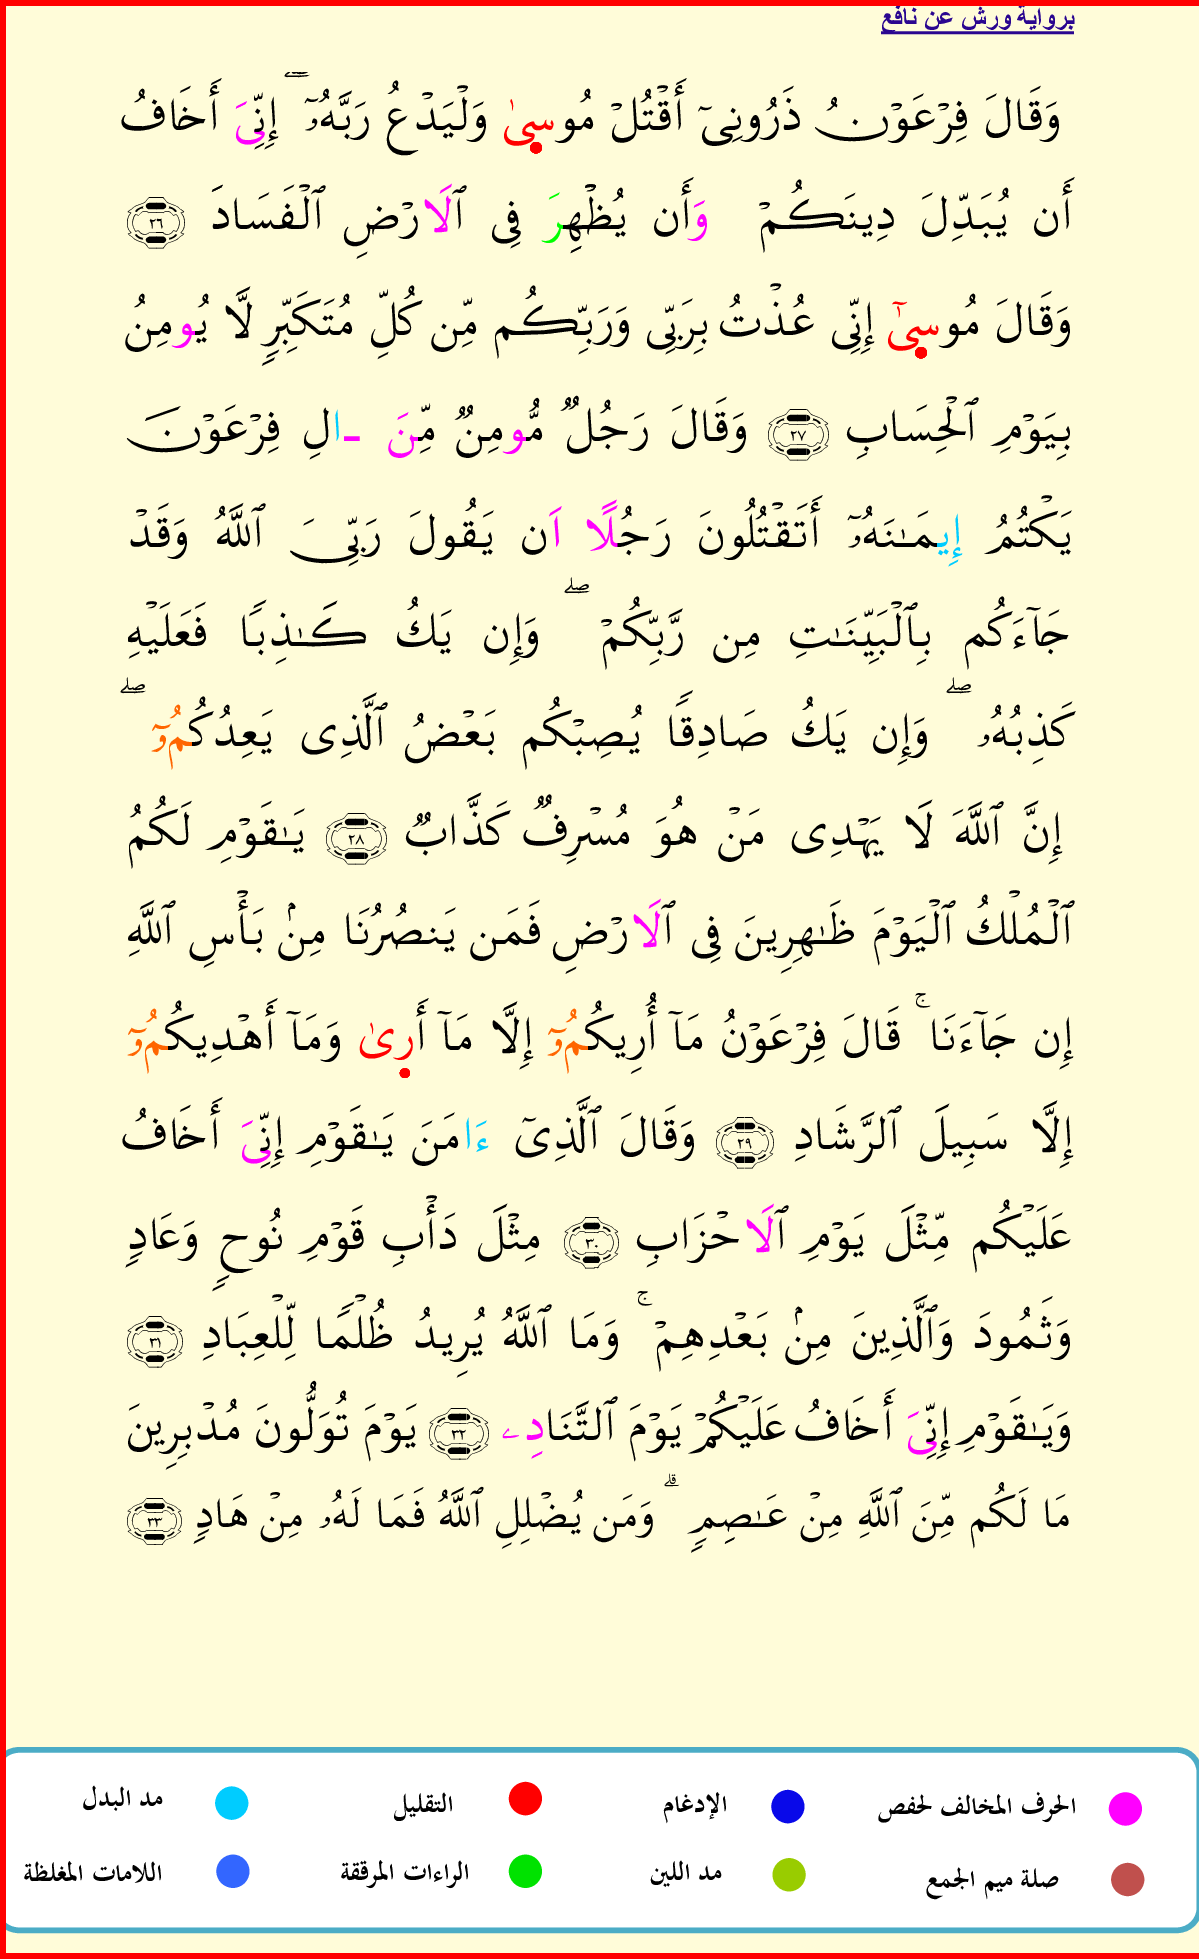 برواية ورش عن نافع
وَقَالَ فِرْعَوْنُ ذَرُونِىٓ أَقْتُلْ مُوسىٰ وَلْيَدْعُ رَبَّهُۥٓ ۖ إِنِّىَ أَخَافُ
أَن يُبَدِّلَ دِينَكُمْ وَأَن يُظْهِرَ فِى ٱلَارْضِ ٱلْفَسَادَ ٢٦
وَقَالَ مُوسىٰٓ إِنِّى عُذْتُ بِرَبِّى وَرَبِّكُم مِّن كُلِّ مُتَكَبِّرٍ لَّا يُومِنُ
بِيَوْمِ ٱلْحِسَابِ ٢٧ وَقَالَ رَجُلٌ مُّومِنٌ مِّنَ ـالِ فِرْعَوْنَ
يَكْتُمُ إِيمَـٰنَهُۥٓ أَتَقْتُلُونَ رَجُلًا اَن يَقُولَ رَبِّىَ ٱللَّهُ وَقَدْ
جَآءَكُم بِٱلْبَيِّنَـٰتِ مِن رَّبِّكُمْ ۖ وَإِن يَكُ كَـٰذِبًا فَعَلَيْهِ
كَذِبُهُۥ ۖ وَإِن يَكُ صَادِقًا يُصِبْكُم بَعْضُ ٱلَّذِى يَعِدُكُمُۥٓ ۖ
إِنَّ ٱللَّهَ لَا يَهْدِى مَنْ هُوَ مُسْرِفٌ كَذَّابٌ ٢٨ يَـٰقَوْمِ لَكُمُ
ٱلْمُلْكُ ٱلْيَوْمَ ظَـٰهِرِينَ فِى ٱلَارْضِ فَمَن يَنصُرُنَا مِنۢ بَأْسِ ٱللَّهِ
إِن جَآءَنَا ۚ قَالَ فِرْعَوْنُ مَآ أُرِيكُمُۥٓ إِلَّا مَآ أَرِىٰ وَمَآ أَهْدِيكُمُۥٓ
إِلَّا سَبِيلَ ٱلرَّشَادِ ٢٩ وَقَالَ ٱلَّذِىٓ ءَامَنَ يَـٰقَوْمِ إِنِّىَ أَخَافُ
عَلَيْكُم مِّثْلَ يَوْمِ ٱلَاحْزَابِ ٣٠ مِثْلَ دَأْبِ قَوْمِ نُوحٍ وَعَادٍ
وَثَمُودَ وَٱلَّذِينَ مِنۢ بَعْدِهِمْ ۚ وَمَا ٱللَّهُ يُرِيدُ ظُلْمًا لِّلْعِبَادِ ٣١
وَيَـٰقَوْمِ إِنِّىَ أَخَافُ عَلَيْكُمْ يَوْمَ ٱلتَّنَادِۦ ٣٢ يَوْمَ تُوَلُّونَ مُدْبِرِينَ
مَا لَكُم مِّنَ ٱللَّهِ مِنْ عَـٰصِمٍ ۗ وَمَن يُضْلِلِ ٱللَّهُ فَمَا لَهُۥ مِنْ هَادٍ ٣٣
الحرف المخالف لحفص الإدغام التقليل مد البدل
صلة ميم الجمع مد اللين الراءات المرققة اللامات المغلظة